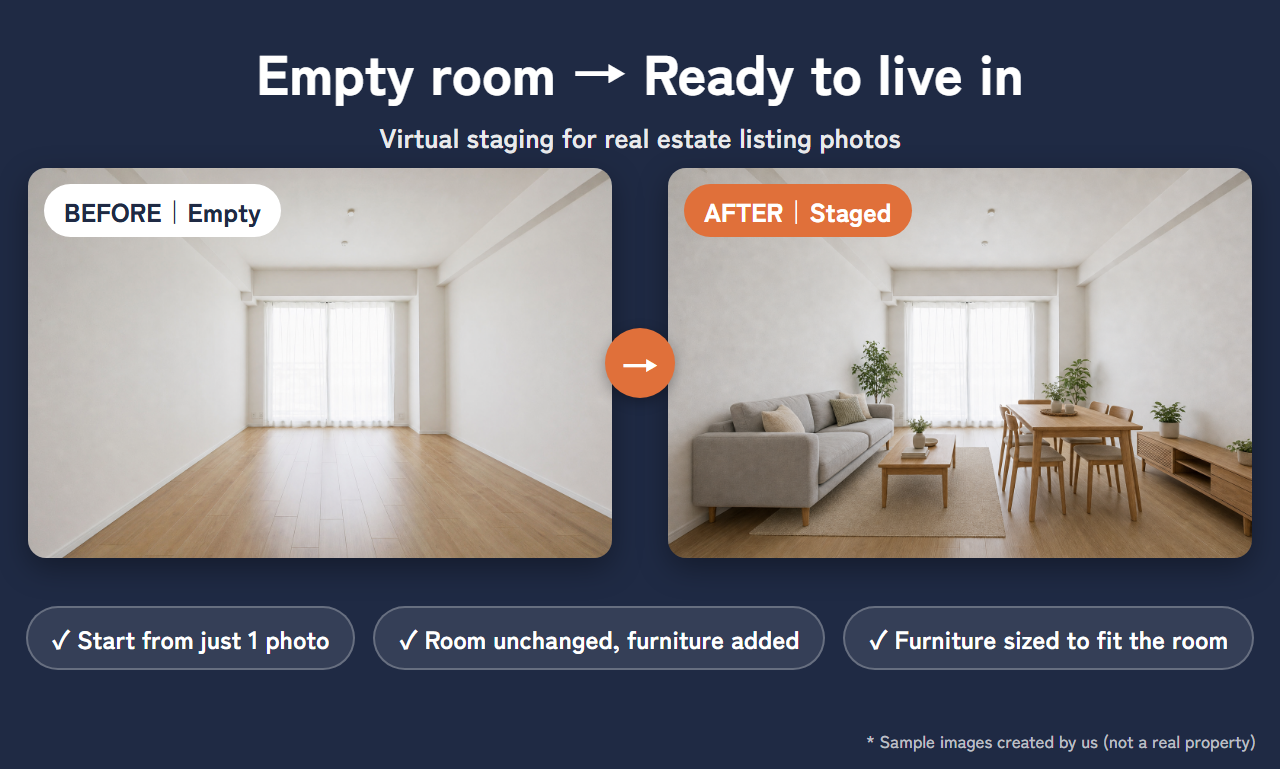 Empty room → Ready to live in
Virtual staging for real estate listing photos
BEFORE｜Empty
AFTER｜Staged
→
✓ Start from just 1 photo
✓ Room unchanged, furniture added
✓ Furniture sized to fit the room
* Sample images created by us (not a real property)